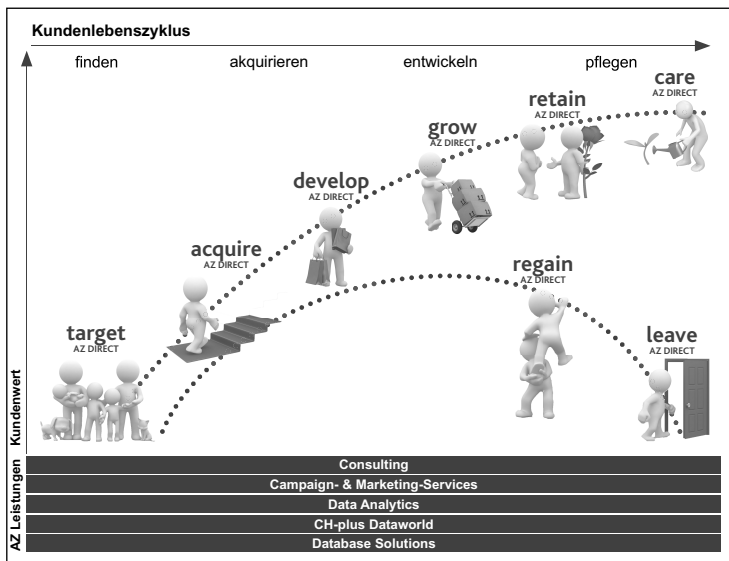 Kundenlebenszyklus
finden
akquirieren
entwickeln
pflegen
care
AZ DIRECT
retain
AZ DIRECT
grow
AZ DIRECT
develop
AZ DIRECT
acquire
AZ DIRECT
regain
AZ DIRECT
target
AZ DIRECT
leave
AZ DIRECT
Kundenwert
AZ Leistungen
Consulting
Campaign- & Marketing-Services
Data Analytics
CH-plus Dataworld
Database Solutions